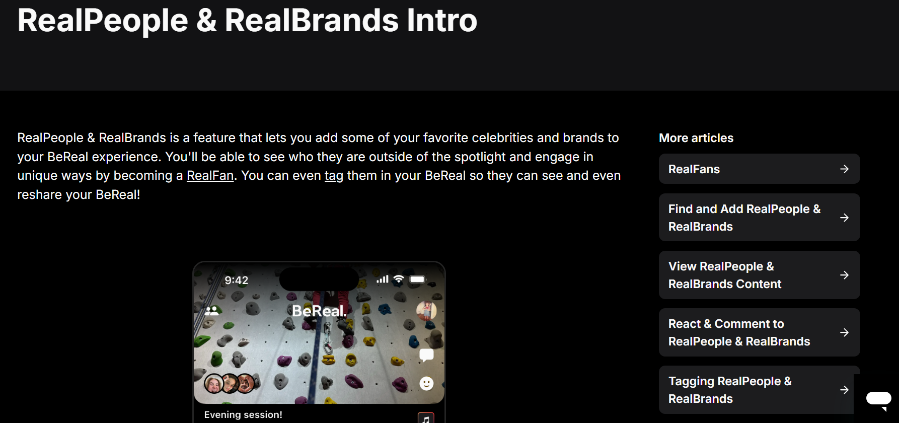 RealPeople & RealBrands Intro
RealPeople & RealBrands is a feature that lets you add some of your favorite celebrities and brands to
your BeReal experience. You'll be able to see who they are outside of the spotlight and engage in
unique ways by becoming a RealFan. You can even tag them in your BeReal so they can see and even
reshare your BeReal!
9:42
BeReal.
Evening session!
More articles
RealFans
Find and Add RealPeople &
RealBrands
View RealPeople &
RealBrands Content
React & Comment to
RealPeople & RealBrands
Tagging RealPeople &
RealBrands